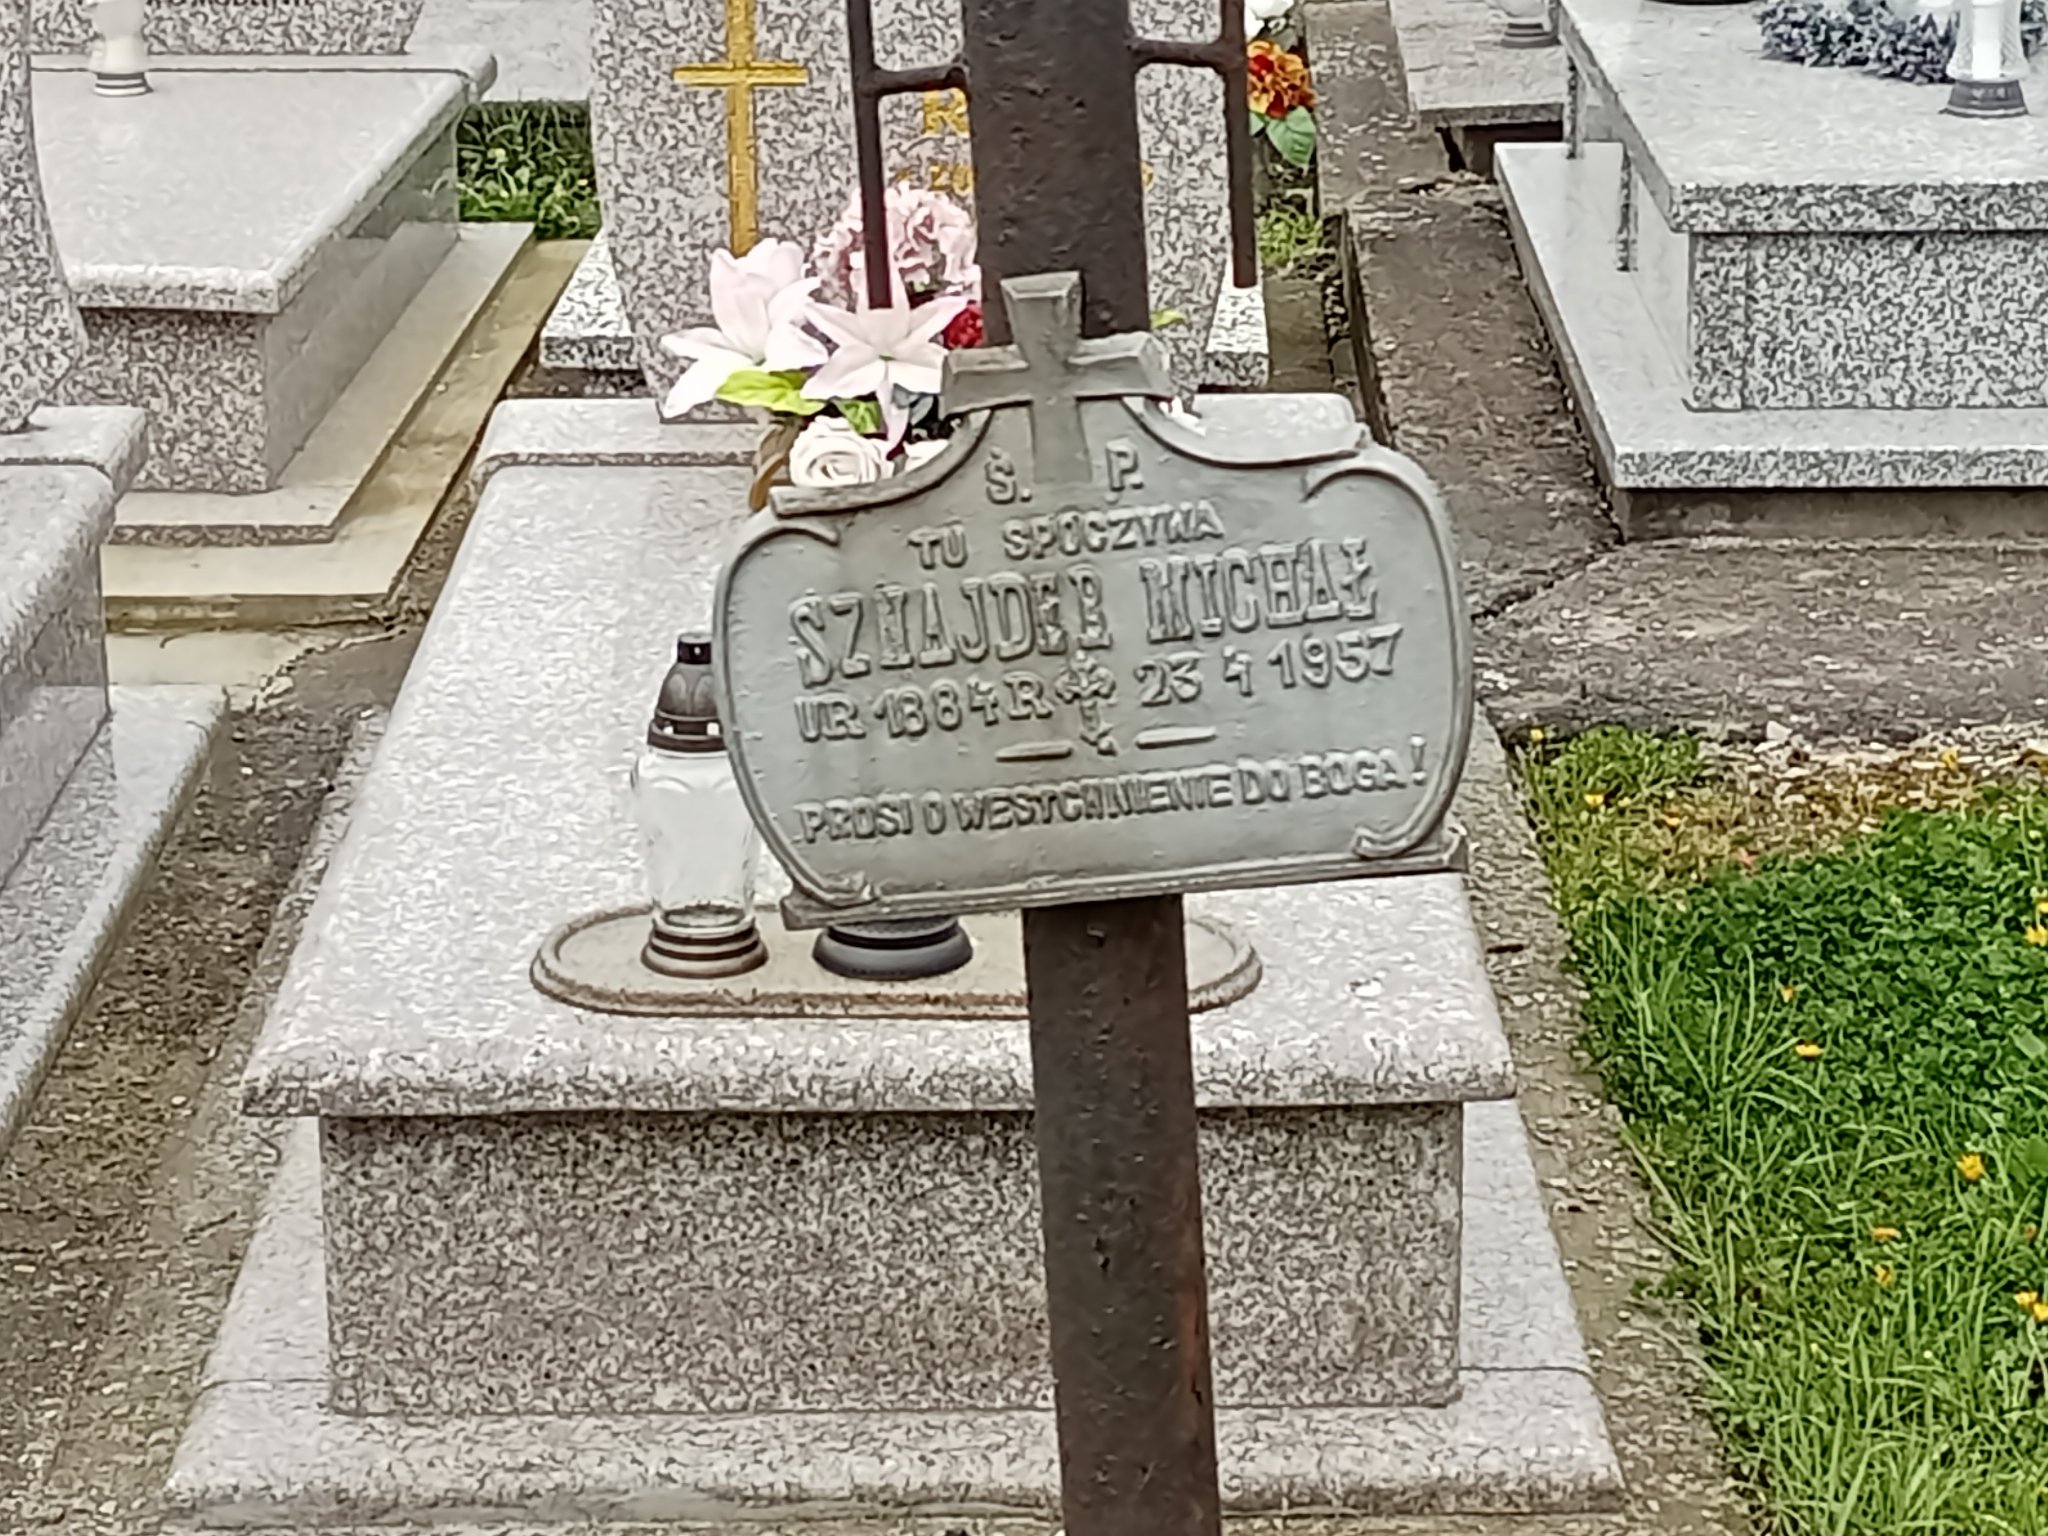 Ś. P.
TU SPOCZYWA
SZNAJDER MICHAŁ
UR 1884 R 23 4 1957
PROSI O WESTCHNIENIE DO BOGA!